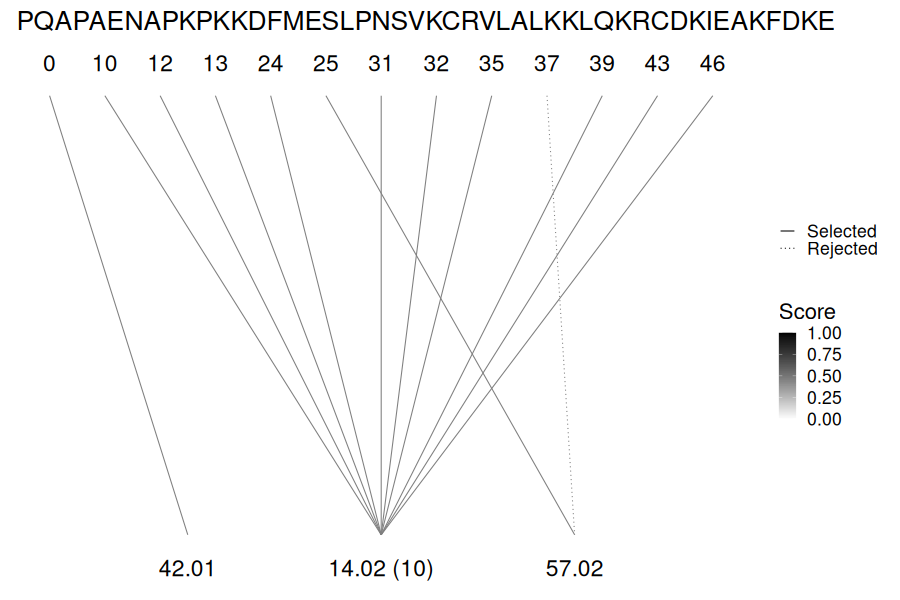 PQAPAENAPKPKKDFMESLPNSVKCRVLALKKLQKRCDKIEAKFDKE
0 10 12 13 24 25 31 32 35 37 39 43 46
Selected
Rejected
Score
1.00
0.75
0.50
0.25
0.00
42.01 14.02 (10) 57.02